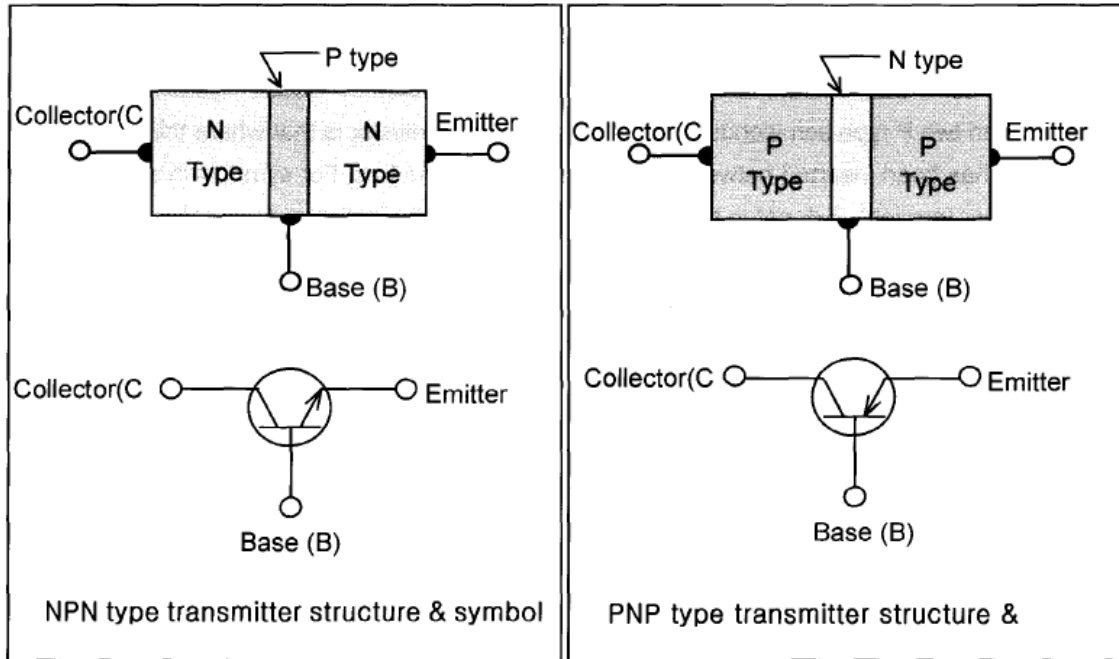 P type
Collector(C
N
Type
N
Type
Emitter
Base (B)
Collector(C
Emitter
Base (B)
NPN type transmitter structure & symbol
N type
Collector(C
P
Type
P
Type
Emitter
Base (B)
Collector(C
Emitter
Base (B)
PNP type transmitter structure &